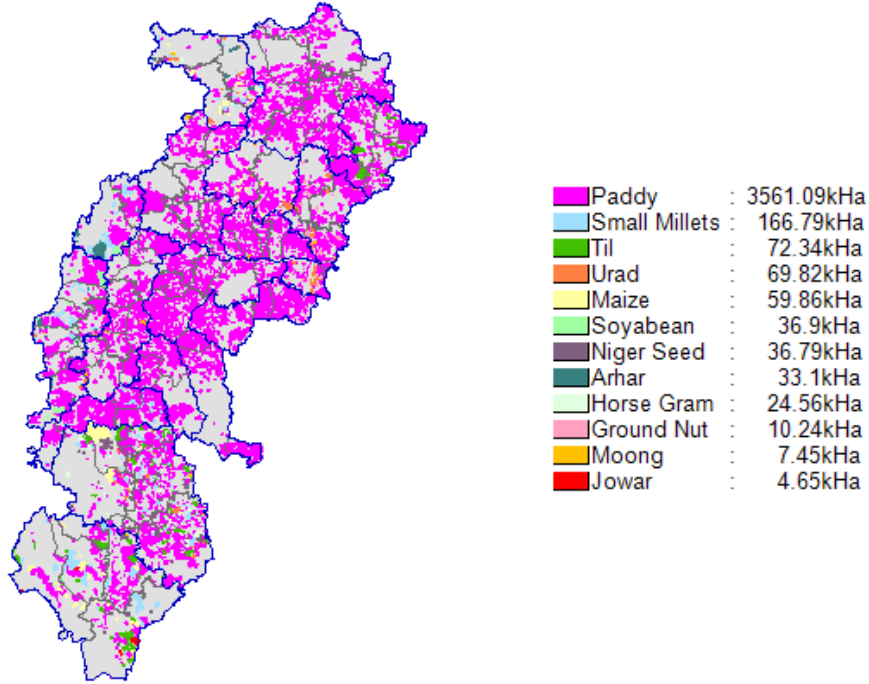 Paddy : 3561.09kHa
Small Millets : 166.79kHa
Til : 72.34kHa
Urad : 69.82kHa
Maize : 59.86kHa
Soyabean : 36.9kHa
Niger Seed : 36.79kHa
Arhar : 33.1kHa
Horse Gram : 24.56kHa
Ground Nut : 10.24kHa
Moong : 7.45kHa
Jowar : 4.65kHa